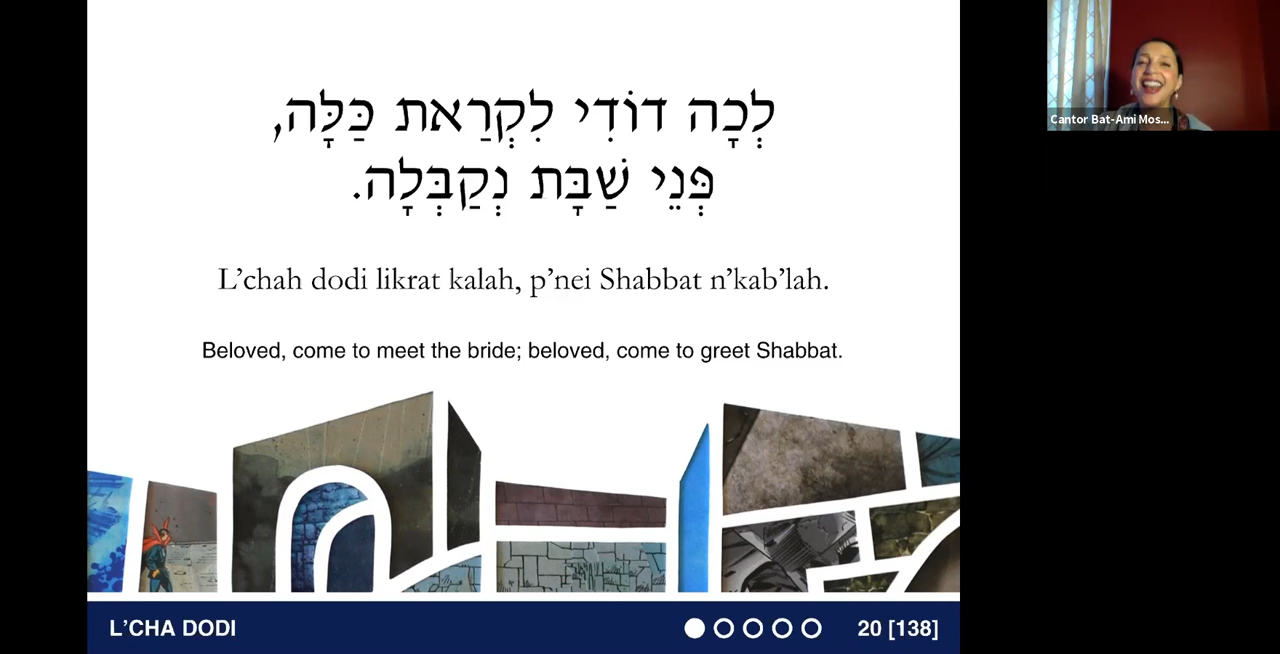 לְכָה דוֹדִי לִקְרַאת כַּלָּה,
פְּנֵי שַׁבָּת נְקַבְּלָה.
L’chah dodi likrat kalah, p’nei Shabbat n’kab’lah.
Beloved, come to meet the bride; beloved, come to greet Shabbat.
L’CHA DODI
20 [138]
Cantor Bat-Ami Mos...